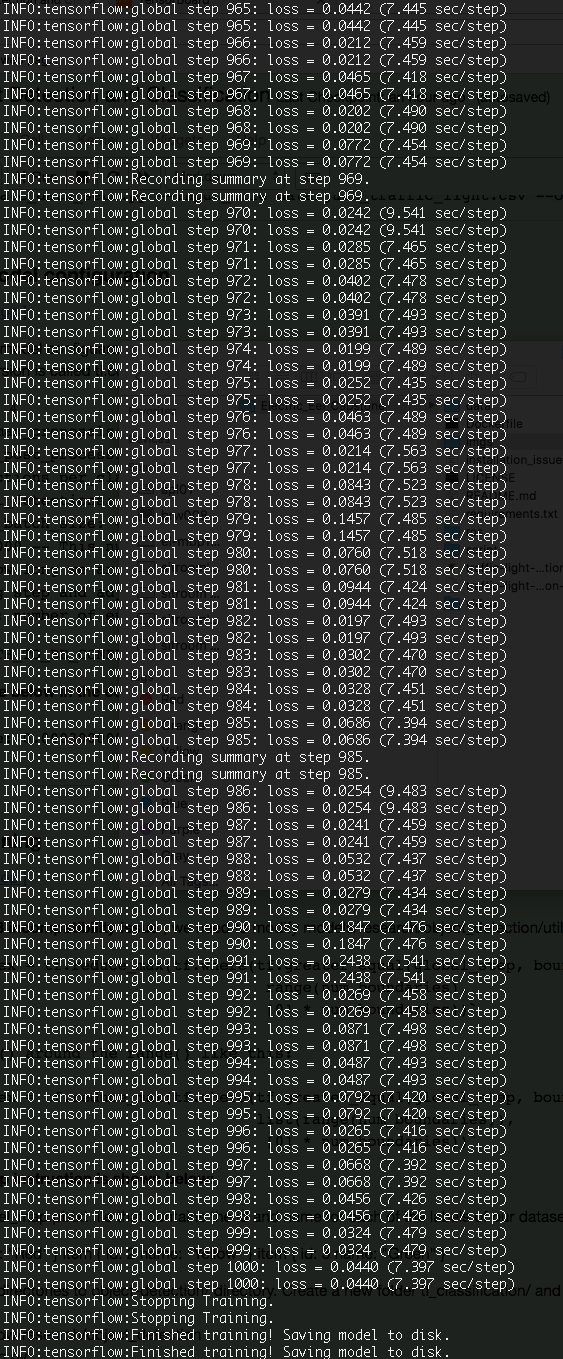 INFO:tensorflow:global step 965: loss = 0.0442 (7.445 sec/step)
INFO:tensorflow:global step 965: loss = 0.0442 (7.445 sec/step)
INFO:tensorflow:global step 966: loss = 0.0212 (7.459 sec/step)
INFO:tensorflow:global step 966: loss = 0.0212 (7.459 sec/step)
INFO:tensorflow:global step 967: loss = 0.0465 (7.418 sec/step)
INFO:tensorflow:global step 967: loss = 0.0465 (7.418 sec/step)
INFO:tensorflow:global step 968: loss = 0.0202 (7.490 sec/step)
INFO:tensorflow:global step 968: loss = 0.0202 (7.490 sec/step)
INFO:tensorflow:global step 969: loss = 0.0772 (7.454 sec/step)
INFO:tensorflow:global step 969: loss = 0.0772 (7.454 sec/step)
INFO:tensorflow:Recording summary at step 969.
INFO:tensorflow:Recording summary at step 969.
INFO:tensorflow:global step 970: loss = 0.0242 (9.541 sec/step)
INFO:tensorflow:global step 970: loss = 0.0242 (9.541 sec/step)
INFO:tensorflow:global step 971: loss = 0.0285 (7.465 sec/step)
INFO:tensorflow:global step 971: loss = 0.0285 (7.465 sec/step)
INFO:tensorflow:global step 972: loss = 0.0402 (7.478 sec/step)
INFO:tensorflow:global step 972: loss = 0.0402 (7.478 sec/step)
INFO:tensorflow:global step 973: loss = 0.0391 (7.493 sec/step)
INFO:tensorflow:global step 973: loss = 0.0391 (7.493 sec/step)
INFO:tensorflow:global step 974: loss = 0.0199 (7.489 sec/step)
INFO:tensorflow:global step 974: loss = 0.0199 (7.489 sec/step)
INFO:tensorflow:global step 975: loss = 0.0252 (7.435 sec/step)
INFO:tensorflow:global step 975: loss = 0.0252 (7.435 sec/step)
INFO:tensorflow:global step 976: loss = 0.0463 (7.489 sec/step)
INFO:tensorflow:global step 976: loss = 0.0463 (7.489 sec/step)
INFO:tensorflow:global step 977: loss = 0.0214 (7.563 sec/step)
INFO:tensorflow:global step 977: loss = 0.0214 (7.563 sec/step)
INFO:tensorflow:global step 978: loss = 0.0843 (7.523 sec/step)
INFO:tensorflow:global step 978: loss = 0.0843 (7.523 sec/step)
INFO:tensorflow:global step 979: loss = 0.1457 (7.485 sec/step)
INFO:tensorflow:global step 979: loss = 0.1457 (7.485 sec/step)
INFO:tensorflow:global step 980: loss = 0.0760 (7.518 sec/step)
INFO:tensorflow:global step 980: loss = 0.0760 (7.518 sec/step)
INFO:tensorflow:global step 981: loss = 0.0944 (7.424 sec/step)
INFO:tensorflow:global step 981: loss = 0.0944 (7.424 sec/step)
INFO:tensorflow:global step 982: loss = 0.0197 (7.493 sec/step)
INFO:tensorflow:global step 982: loss = 0.0197 (7.493 sec/step)
INFO:tensorflow:global step 983: loss = 0.0302 (7.470 sec/step)
INFO:tensorflow:global step 983: loss = 0.0302 (7.470 sec/step)
INFO:tensorflow:global step 984: loss = 0.0328 (7.451 sec/step)
INFO:tensorflow:global step 984: loss = 0.0328 (7.451 sec/step)
INFO:tensorflow:global step 985: loss = 0.0686 (7.394 sec/step)
INFO:tensorflow:global step 985: loss = 0.0686 (7.394 sec/step)
INFO:tensorflow:Recording summary at step 985.
INFO:tensorflow:Recording summary at step 985.
INFO:tensorflow:global step 986: loss = 0.0254 (9.483 sec/step)
INFO:tensorflow:global step 986: loss = 0.0254 (9.483 sec/step)
INFO:tensorflow:global step 987: loss = 0.0241 (7.459 sec/step)
INFO:tensorflow:global step 987: loss = 0.0241 (7.459 sec/step)
INFO:tensorflow:global step 988: loss = 0.0532 (7.437 sec/step)
INFO:tensorflow:global step 988: loss = 0.0532 (7.437 sec/step)
INFO:tensorflow:global step 989: loss = 0.0279 (7.434 sec/step)
INFO:tensorflow:global step 989: loss = 0.0279 (7.434 sec/step)
INFO:tensorflow:global step 990: loss = 0.1847 (7.476 sec/step)
INFO:tensorflow:global step 990: loss = 0.1847 (7.476 sec/step)
INFO:tensorflow:global step 991: loss = 0.2438 (7.541 sec/step)
INFO:tensorflow:global step 991: loss = 0.2438 (7.541 sec/step)
INFO:tensorflow:global step 992: loss = 0.0269 (7.458 sec/step)
INFO:tensorflow:global step 992: loss = 0.0269 (7.458 sec/step)
INFO:tensorflow:global step 993: loss = 0.0871 (7.498 sec/step)
INFO:tensorflow:global step 993: loss = 0.0871 (7.498 sec/step)
INFO:tensorflow:global step 994: loss = 0.0487 (7.493 sec/step)
INFO:tensorflow:global step 994: loss = 0.0487 (7.493 sec/step)
INFO:tensorflow:global step 995: loss = 0.0792 (7.420 sec/step)
INFO:tensorflow:global step 995: loss = 0.0792 (7.420 sec/step)
INFO:tensorflow:global step 996: loss = 0.0265 (7.416 sec/step)
INFO:tensorflow:global step 996: loss = 0.0265 (7.416 sec/step)
INFO:tensorflow:global step 997: loss = 0.0668 (7.392 sec/step)
INFO:tensorflow:global step 997: loss = 0.0668 (7.392 sec/step)
INFO:tensorflow:global step 998: loss = 0.0456 (7.426 sec/step)
INFO:tensorflow:global step 998: loss = 0.0456 (7.426 sec/step)
INFO:tensorflow:global step 999: loss = 0.0324 (7.479 sec/step)
INFO:tensorflow:global step 999: loss = 0.0324 (7.479 sec/step)
INFO:tensorflow:global step 1000: loss = 0.0440 (7.397 sec/step)
INFO:tensorflow:global step 1000: loss = 0.0440 (7.397 sec/step)
INFO:tensorflow:Stopping Training.
INFO:tensorflow:Stopping Training.
INFO:tensorflow:Finished training! Saving model to disk.
INFO:tensorflow:Finished training! Saving model to disk.